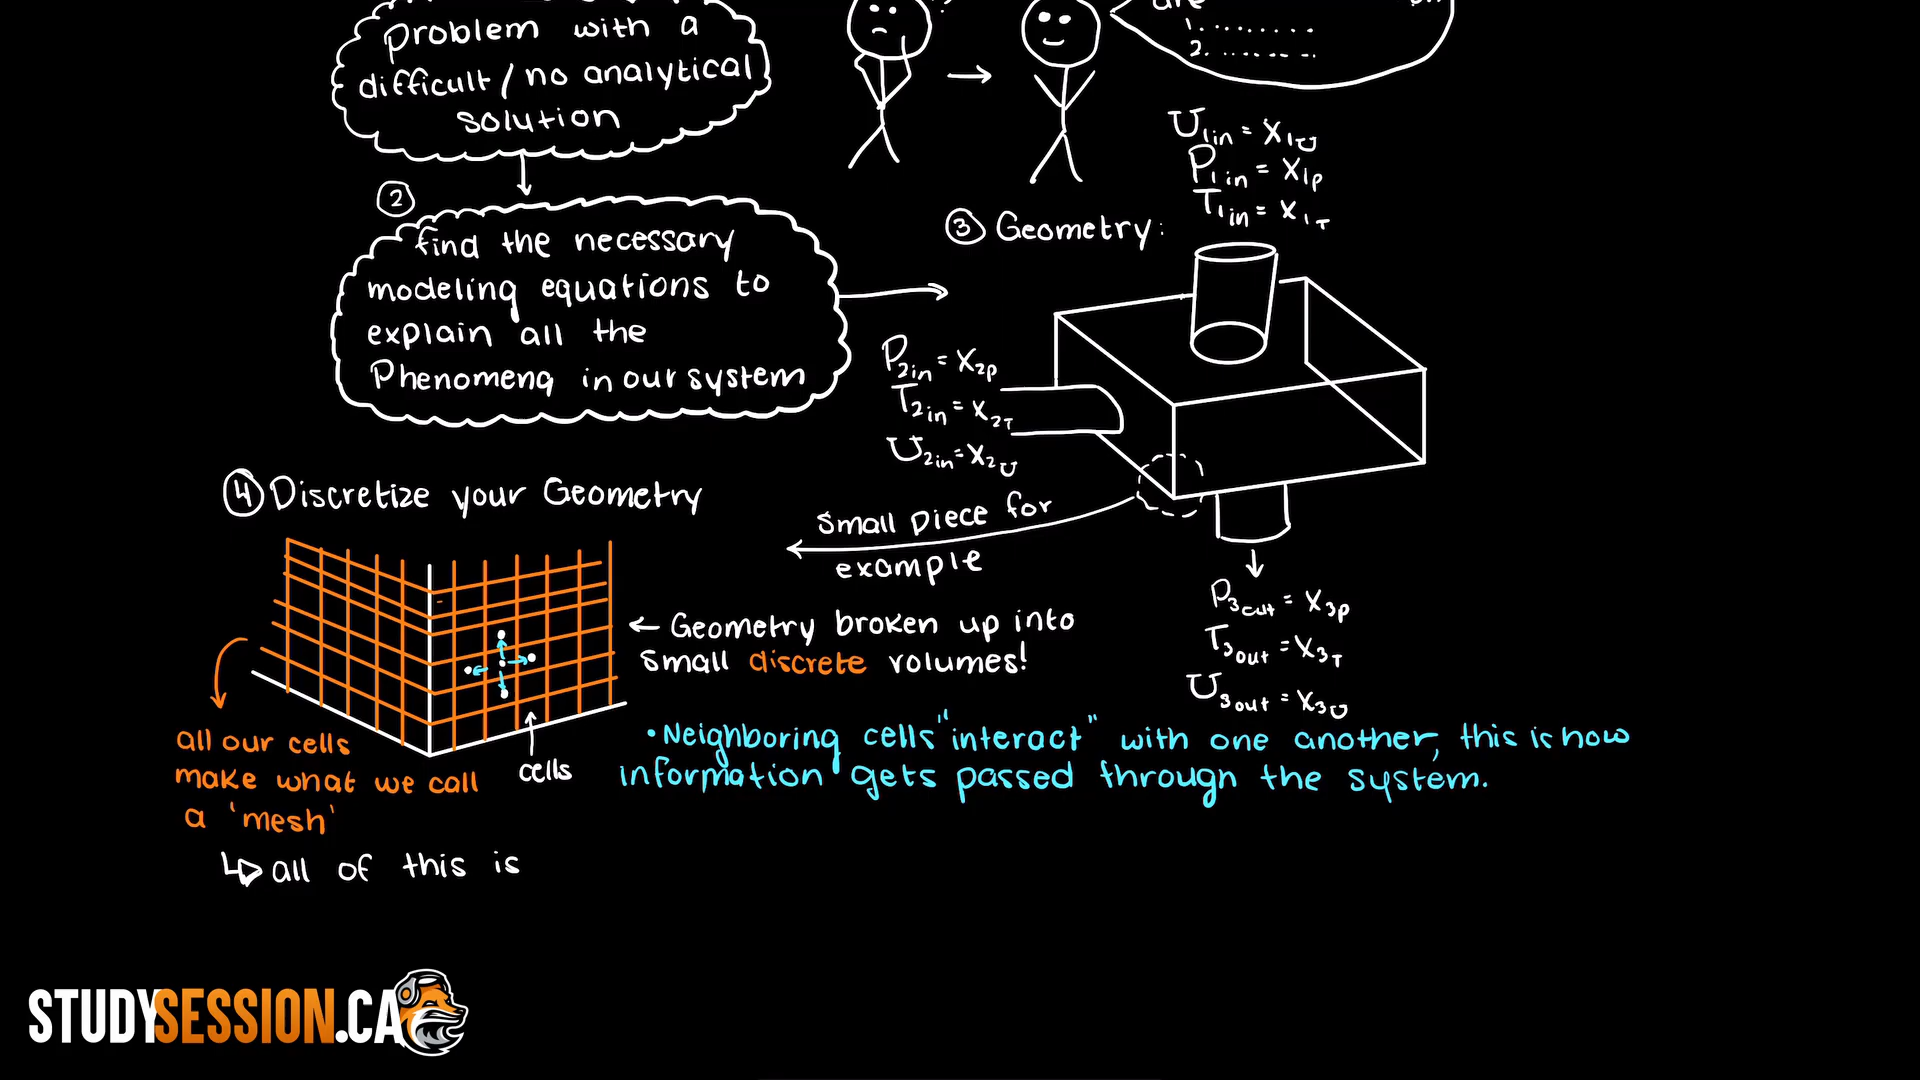 problem with a
difficult/no analytical
solution
1. ........
2. ........
②
find the necessary
modeling equations to
explain all the
Phenomena in our system
U1in = X1U
P1in = X1P
T1in = X1T
③ Geometry:
P2in = X2P
T2in = X2T
U2in = X2U
④ Discretize your Geometry
small piece for
example
← Geometry broken up into
small discrete volumes!
P3out = X3P
T3out = X3T
U3out = X3U
• Neighboring cells "interact" with one another, this is how
information gets passed through the system.
cells
all our cells
make what we call
a 'mesh'
↳ all of this is
STUDYSESSION.CA